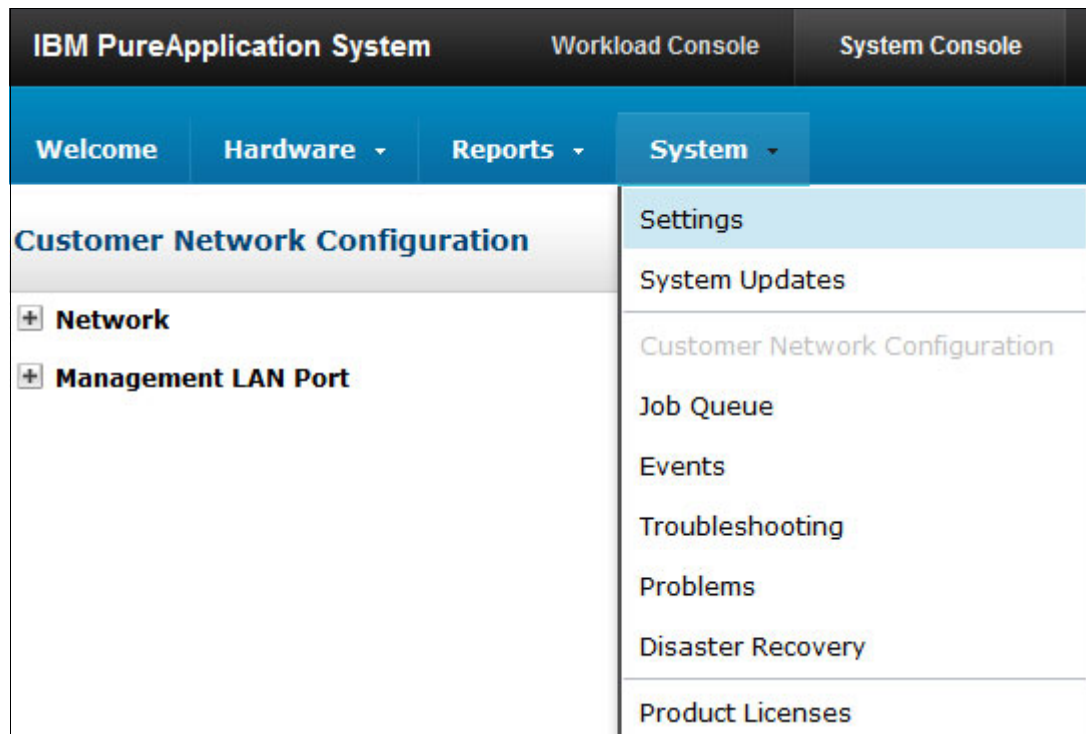 IBM PureApplication System Workload Console System Console
Welcome Hardware Reports System
Customer Network Configuration
Network
Management LAN Port
Settings
System Updates
Customer Network Configuration
Job Queue
Events
Troubleshooting
Problems
Disaster Recovery
Product Licenses